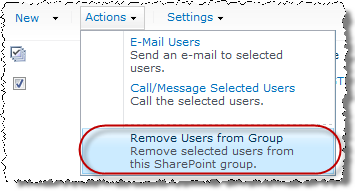 New Actions Settings
E-Mail Users
Send an e-mail to selected
users.
Call/Message Selected Users
Call the selected users.
Remove Users from Group
Remove selected users from
this SharePoint group.